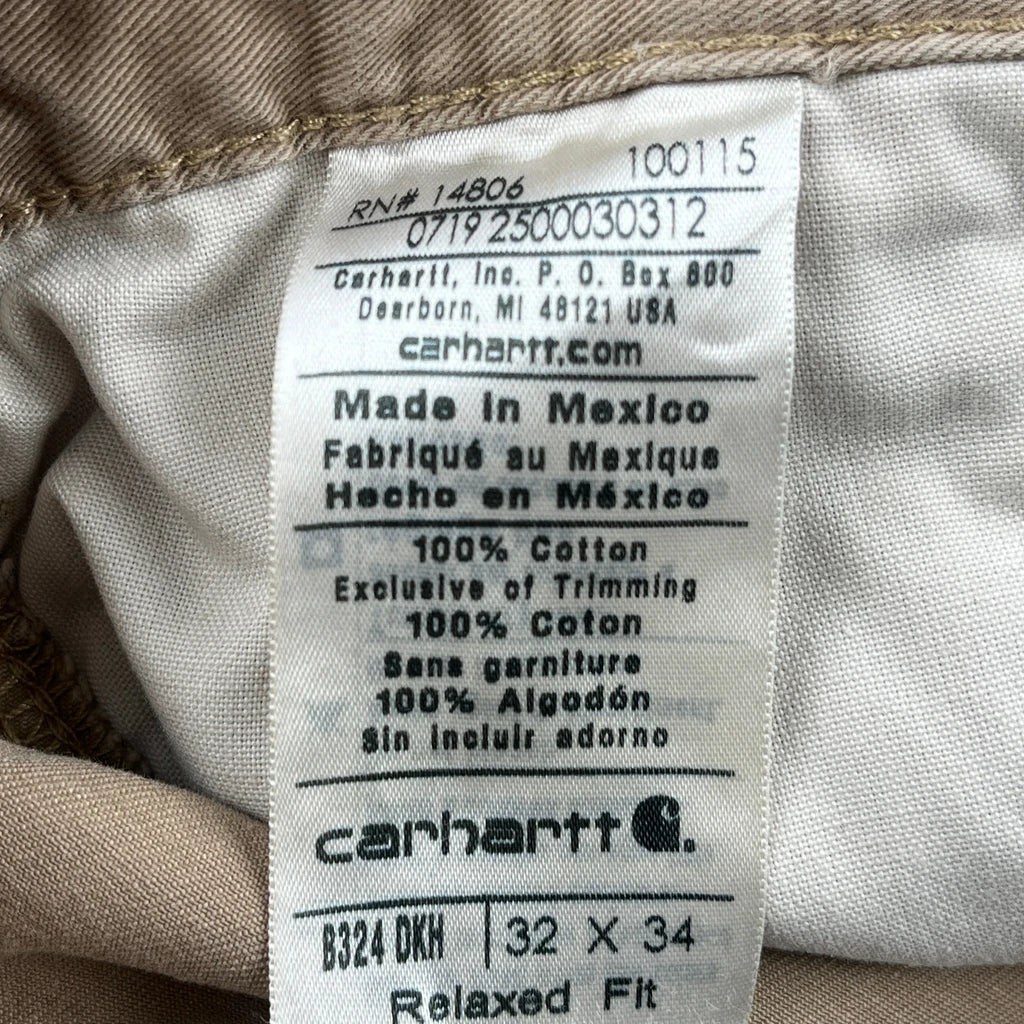 100115
RN# 14806
0719 2500030312
Carhartt, Inc. P. O. Box 600
Dearborn, MI 48121 USA
carhartt.com
Made in Mexico
Fabriqué au Mexique
Hecho en México
100% Cotton
Exclusive of Trimming
100% Coton
Sans garniture
100% Algodón
Sin incluir adorno
carhartt
B324 DKH 32 X 34
Relaxed Fit